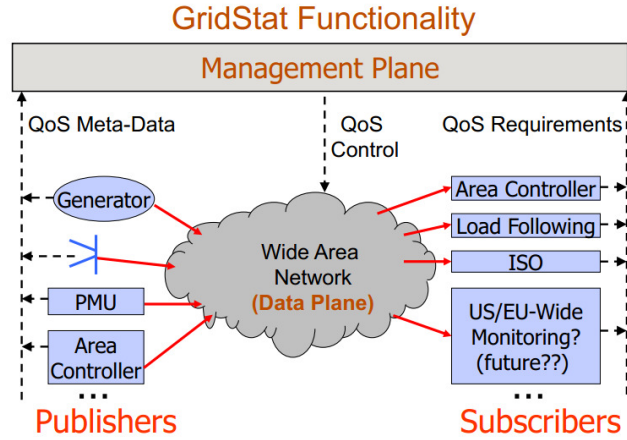 GridStat Functionality
Management Plane
QoS Meta-Data
QoS
Control
QoS Requirements
Generator
PMU
Area
Controller
...
Publishers
Wide Area
Network
(Data Plane)
Area Controller
Load Following
ISO
US/EU-Wide
Monitoring?
(future??)
...
Subscribers